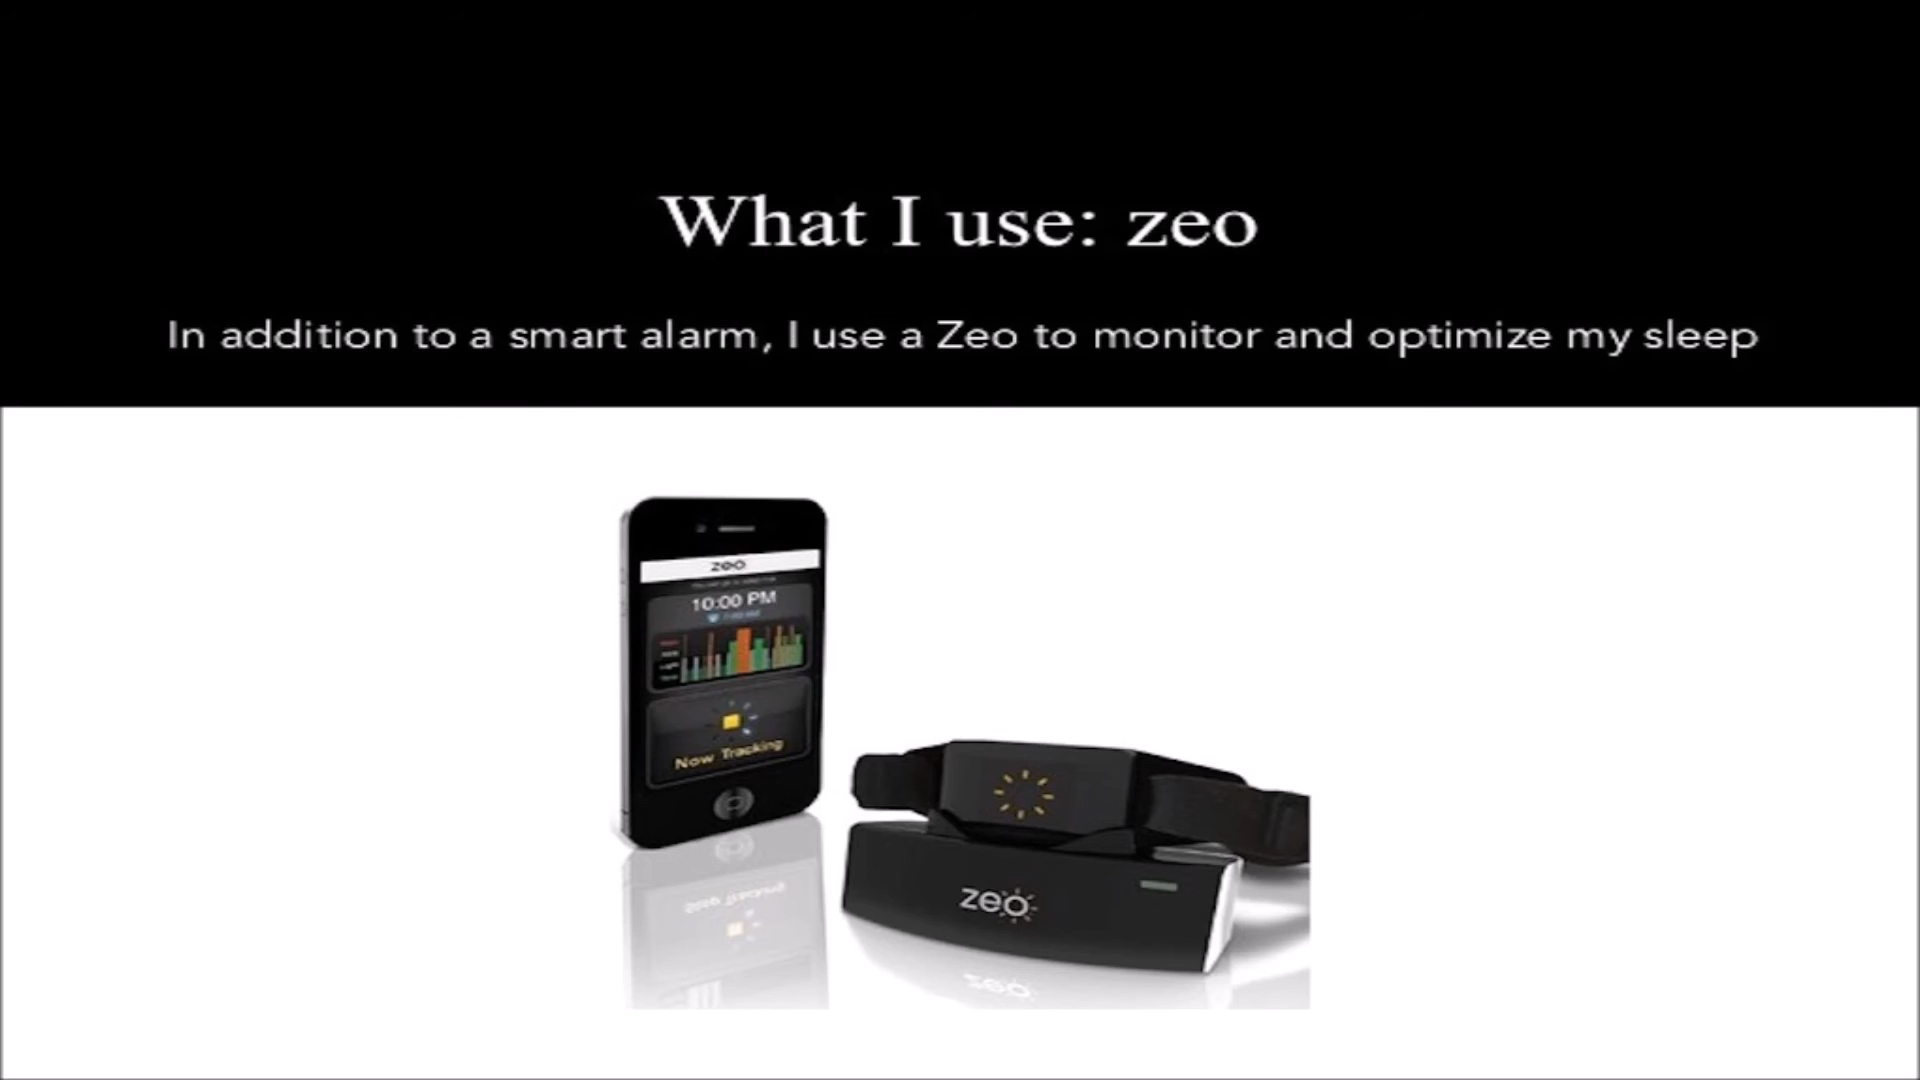 What I use: zeo
In addition to a smart alarm, I use a Zeo to monitor and optimize my sleep
zeo
10:00 PM
Now Tracking
zeo